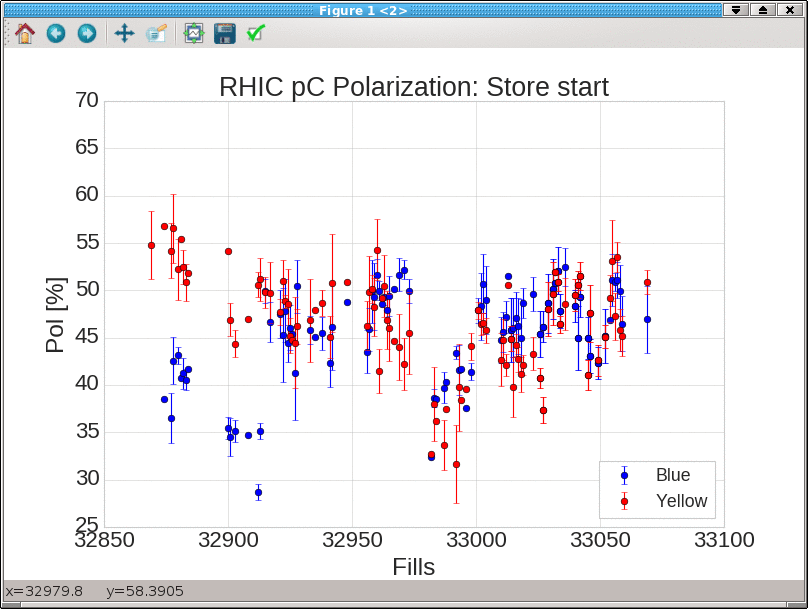 Figure 1 <2>
RHIC pC Polarization: Store start
70
65
60
55
50
45
40
35
30
25
Pol [%]
32850 32900 32950 33000 33050 33100
Fills
Blue
Yellow
x=32979.8 y=58.3905